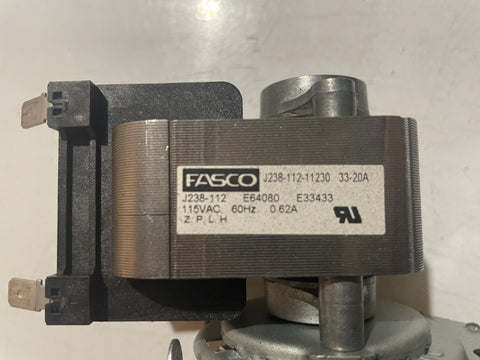 FASCO J238-112-11230 33-20A
J238-112 E64080 E33433
115VAC, 60Hz 0.62A
Z. P. L. H